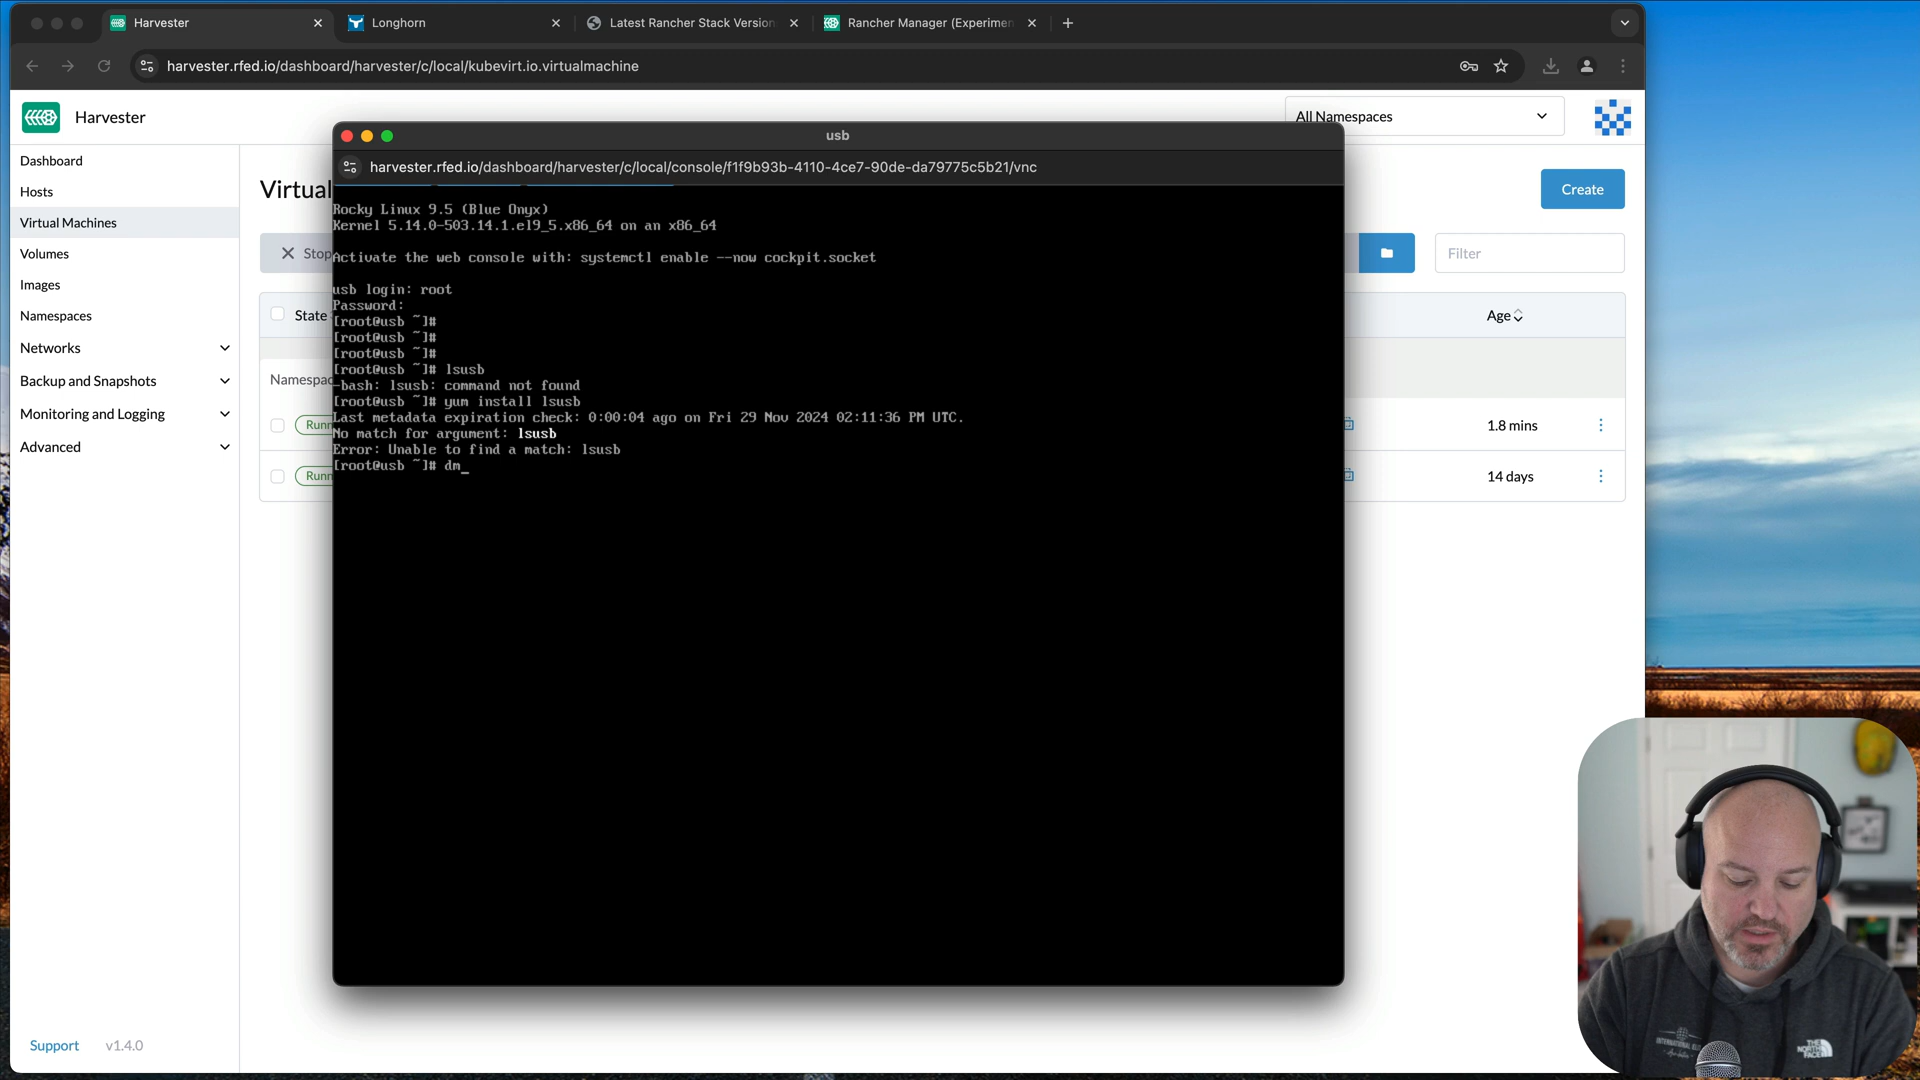 Harvester
Longhorn
Latest Rancher Stack Version
Rancher Manager (Experimen
harvester.rfed.io/dashboard/harvester/c/local/kubevirt.io.virtualmachine
Harvester
All Namespaces
usb
harvester.rfed.io/dashboard/harvester/c/local/console/f1f9b93b-4110-4ce7-90de-da79775c5b21/vnc
Dashboard
Hosts
Virtual Machines
Volumes
Images
Namespaces
Networks
Backup and Snapshots
Monitoring and Logging
Advanced
Support v1.4.0
Virtual
Create
Stop
Filter
State
Age
Namespac
Runn
1.8 mins
Runn
14 days
Rocky Linux 9.5 (Blue Onyx)
Kernel 5.14.0-503.14.1.el9_5.x86_64 on an x86_64
Activate the web console with: systemctl enable --now cockpit.socket
usb login: root
Password:
[root@usb ~]#
[root@usb ~]#
[root@usb ~]#
[root@usb ~]# lsusb
-bash: lsusb: command not found
[root@usb ~]# yum install lsusb
Last metadata expiration check: 0:00:04 ago on Fri 29 Nov 2024 02:11:36 PM UTC.
No match for argument: lsusb
Error: Unable to find a match: lsusb
[root@usb ~]# dm_
THE NORTH FACE